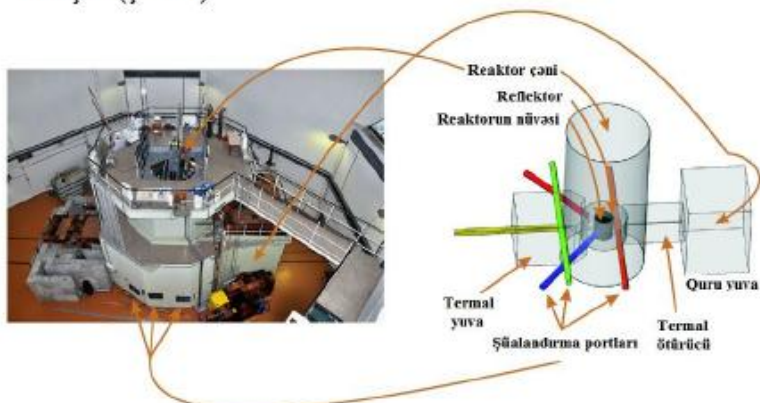 Reaktor çəni
Reflektor
Reaktorun nüvəsi
Quru yuva
Termal
yuva
Şüalandırma portları
Termal
ötürücü